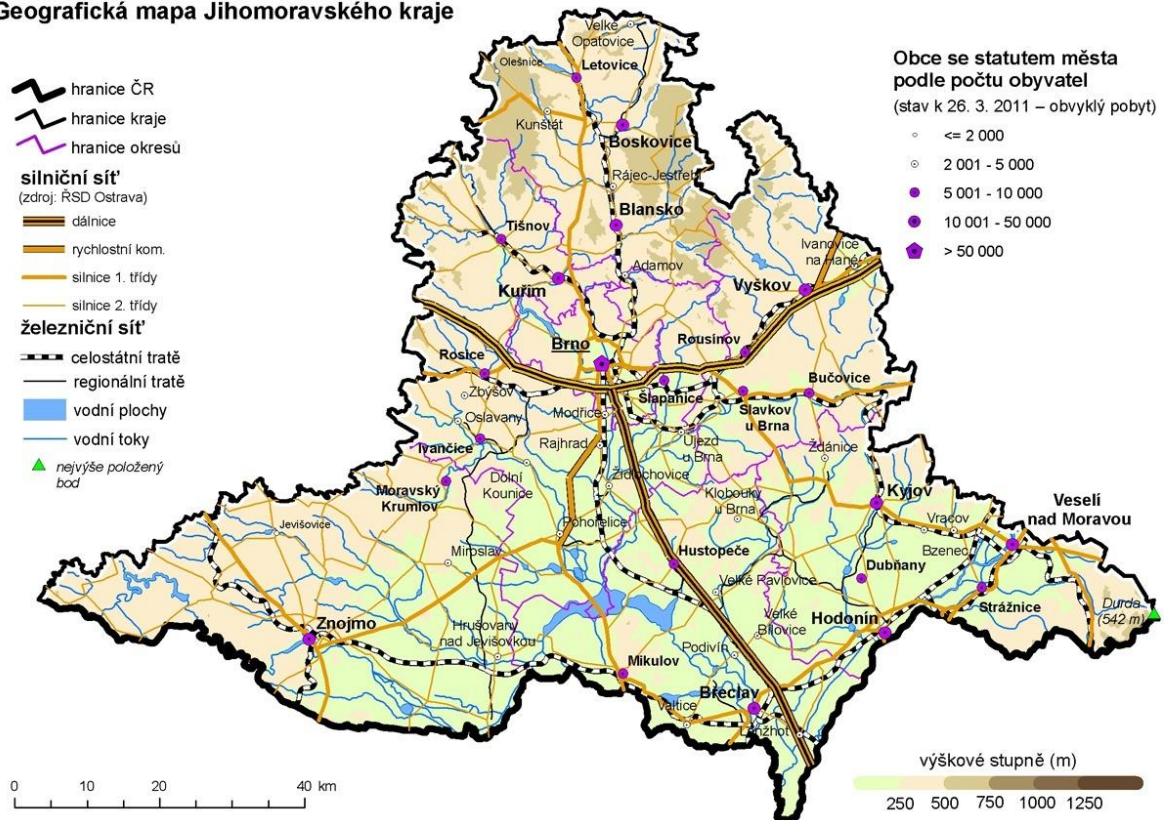 Geografická mapa Jihomoravského kraje
hranice ČR
hranice kraje
hranice okresů
silniční síť
(zdroj: ŘSD Ostrava)
dálnice
rychlostní kom.
silnice 1. třídy
silnice 2. třídy
železniční síť
celostátní tratě
regionální tratě
vodní plochy
vodní toky
nejvýše položený
bod
Obce se statutem města
podle počtu obyvatel
(stav k 26. 3. 2011 – obvyklý pobyt)
<= 2 000
2 001 - 5 000
5 001 - 10 000
10 001 - 50 000
> 50 000
Velké
Opatovice
Olešnice
Letovice
Kunštát
Boskovice
Rájec-Jestřebí
Blansko
Tišnov
Ivanovice
na Hané
Adamov
Kuřim
Vyškov
Brno
Rousínov
Rosice
Bučovice
Zbýšov
Šlapanice
Slavkov
u Brna
Modřice
Oslavany
Újezd
u Brna
Ivančice
Rajhrad
Ždánice
Dolní
Kounice
Židlochovice
Moravský
Krumlov
Klobouky
u Brna
Kyjov
Veselí
nad Moravou
Jevišovice
Pohořelice
Vracov
Miroslav
Hustopeče
Bzenec
Dubňany
Velké Pavlovice
Strážnice
Durda
(542 m)
Znojmo
Hrušovany
nad Jevišovkou
Velké
Bílovice
Hodonín
Podivín
Mikulov
Břeclav
Valtice
Lanžhot
0 10 20 40 km
výškové stupně (m)
250 500 750 1000 1250